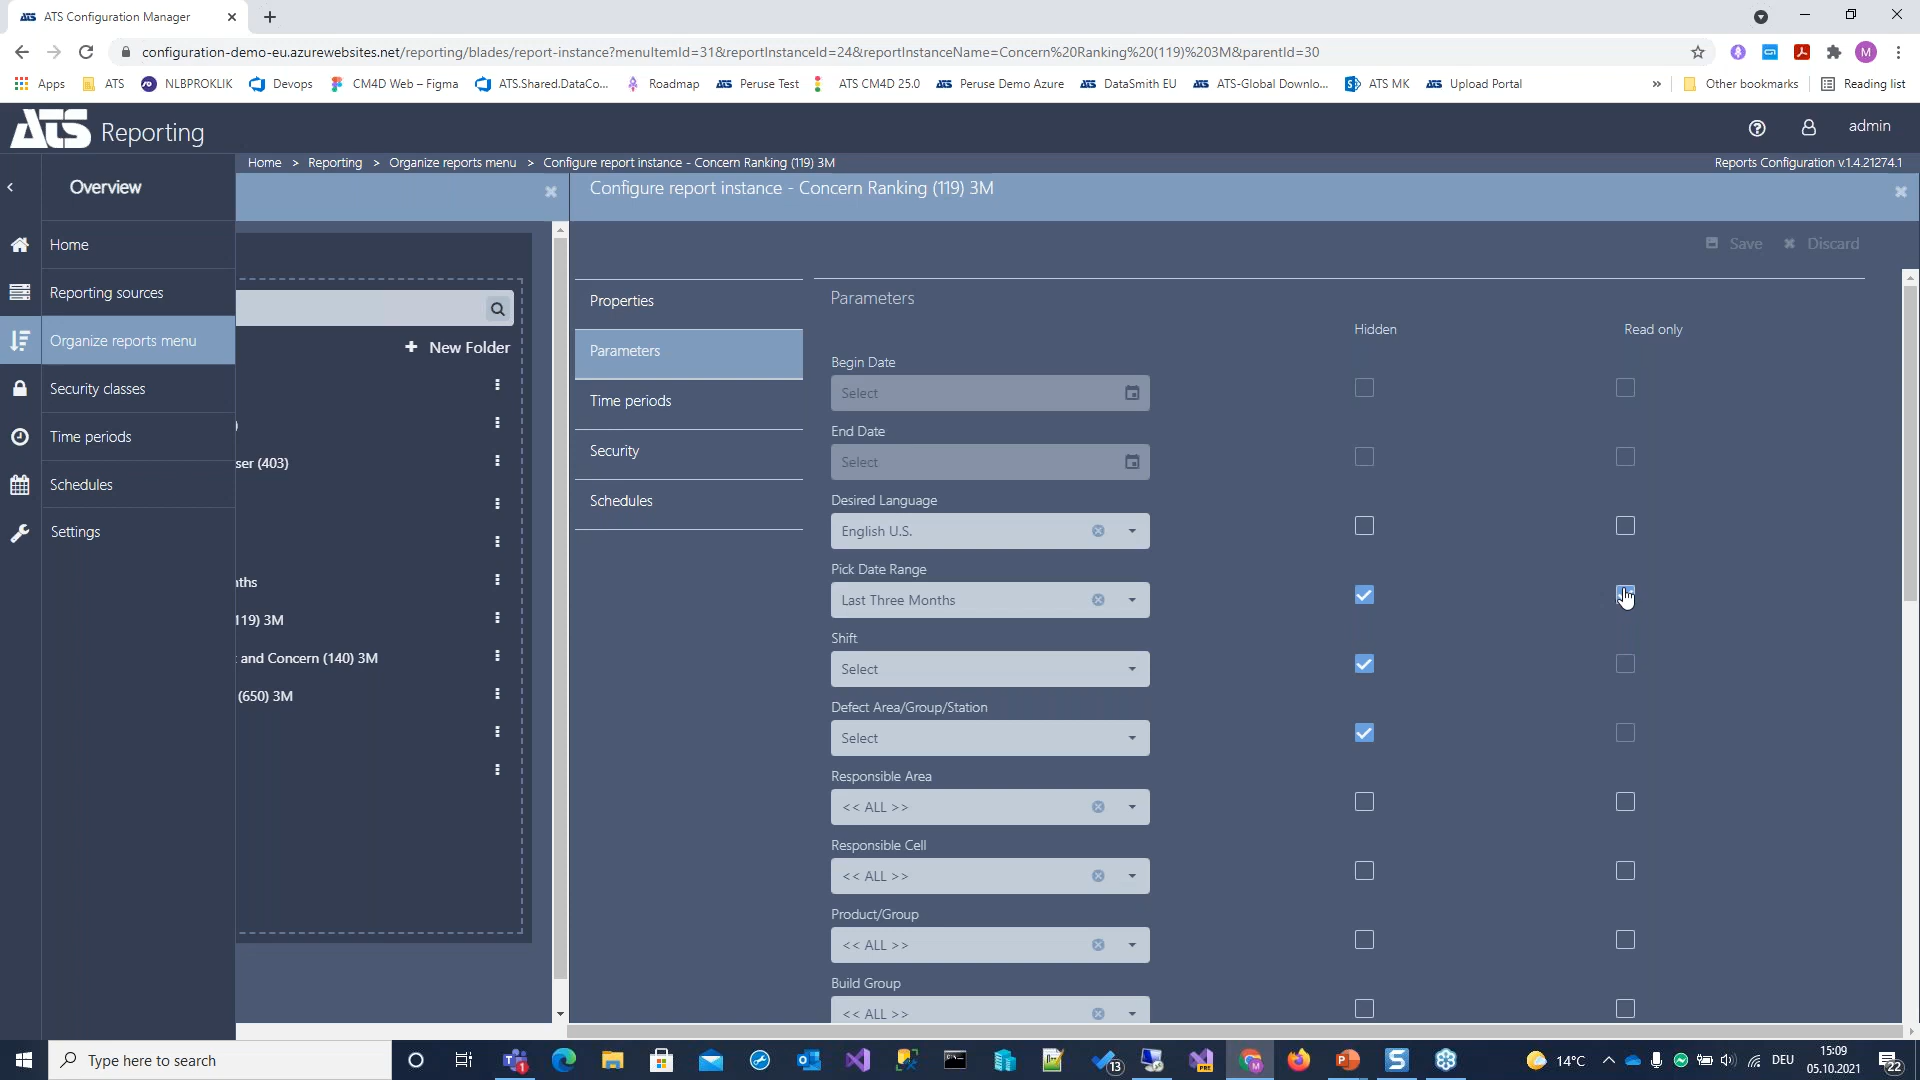 ATS Configuration Manager
configuration-demo-eu.azurewebsites.net/reporting/blades/report-instance?menuItemId=31&reportInstanceId=24&reportInstanceName=Concern%20Ranking%20(119)%203M&parentId=30
M
Apps ATS NLBPROKLIK Devops CM4D Web – Figma ATS.Shared.DataCo... Roadmap Peruse Test ATS CM4D 25.0 Peruse Demo Azure DataSmith EU ATS-Global Downlo... ATS MK Upload Portal » Other bookmarks Reading list
ATS Reporting
admin
Home > Reporting > Organize reports menu > Configure report instance - Concern Ranking (119) 3M
Reports Configuration v.1.4.21274.1
Overview
Home
Reporting sources
Organize reports menu
Security classes
Time periods
Schedules
Settings
+ New Folder
)
ser (403)
ths
119) 3M
and Concern (140) 3M
(650) 3M
Configure report instance - Concern Ranking (119) 3M
Save Discard
Properties
Parameters
Time periods
Security
Schedules
Parameters
Hidden Read only
Begin Date
Select
End Date
Select
Desired Language
English U.S.
Pick Date Range
Last Three Months
Shift
Select
Defect Area/Group/Station
Select
Responsible Area
<< ALL >>
Responsible Cell
<< ALL >>
Product/Group
<< ALL >>
Build Group
<< ALL >>
Type here to search
1
13
PRE
M
14°C
DEU
15:09
05.10.2021
22